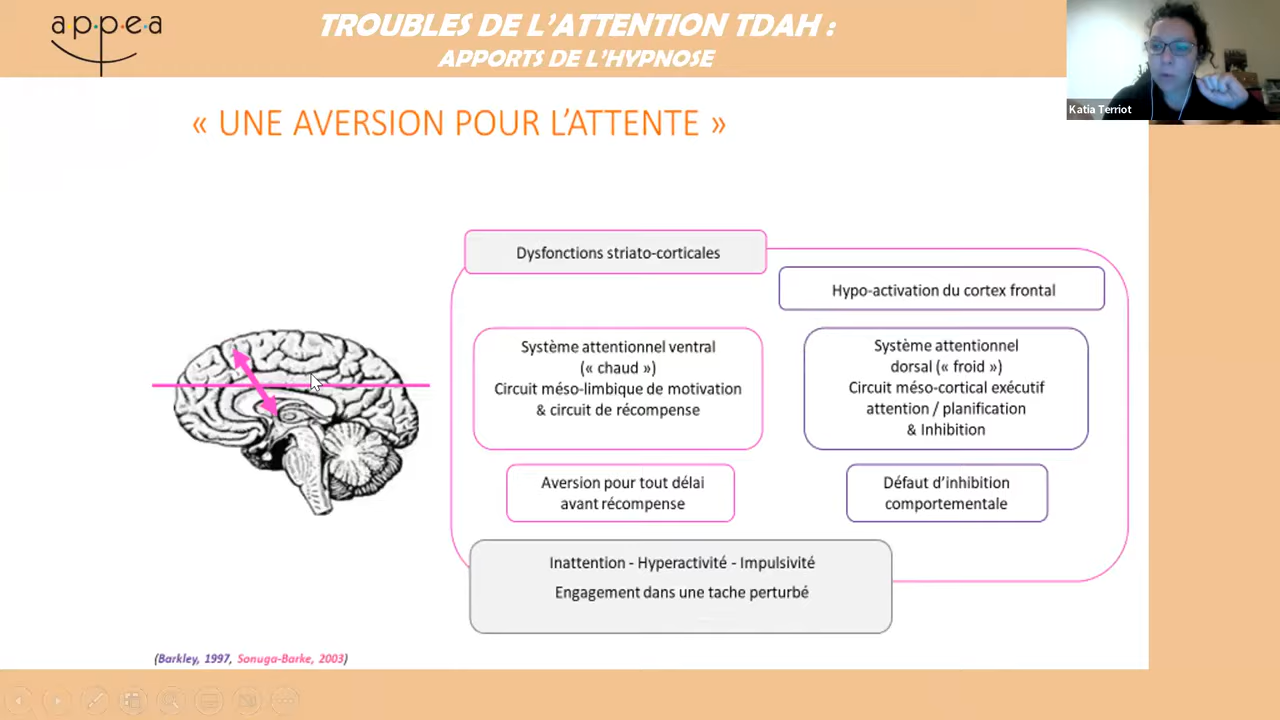 appea
TROUBLES DE L'ATTENTION TDAH :
APPORTS DE L'HYPNOSE
Katia Terriot
« UNE AVERSION POUR L'ATTENTE »
Dysfonctions striato-corticales
Hypo-activation du cortex frontal
Système attentionnel ventral
(« chaud »)
Circuit méso-limbique de motivation
& circuit de récompense
Système attentionnel
dorsal (« froid »)
Circuit méso-cortical exécutif
attention / planification
& Inhibition
Aversion pour tout délai
avant récompense
Défaut d'inhibition
comportementale
Inattention - Hyperactivité - Impulsivité
Engagement dans une tache perturbé
(Barkley, 1997, Sonuga-Barke, 2003)